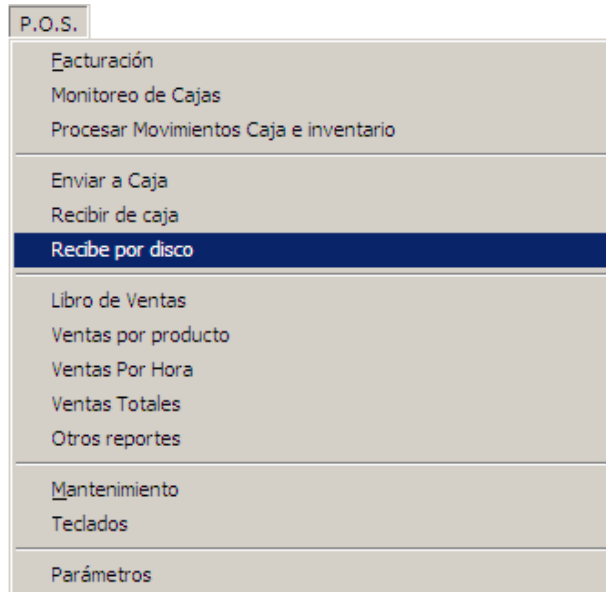 P.O.S.
Facturación
Monitoreo de Cajas
Procesar Movimientos Caja e inventario
Enviar a Caja
Recibir de caja
Recibe por disco
Libro de Ventas
Ventas por producto
Ventas Por Hora
Ventas Totales
Otros reportes
Mantenimiento
Teclados
Parámetros